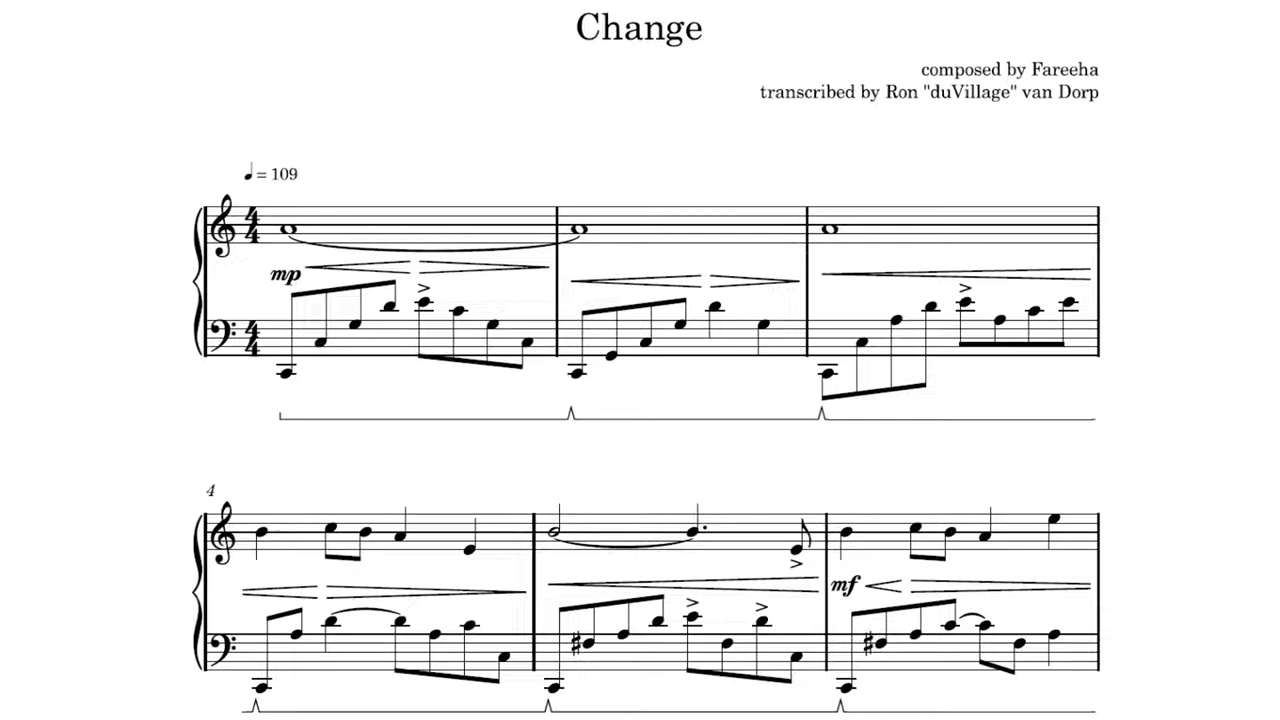 Change
composed by Fareeha
transcribed by Ron "duVillage" van Dorp
♩ = 109
mp
4
mf